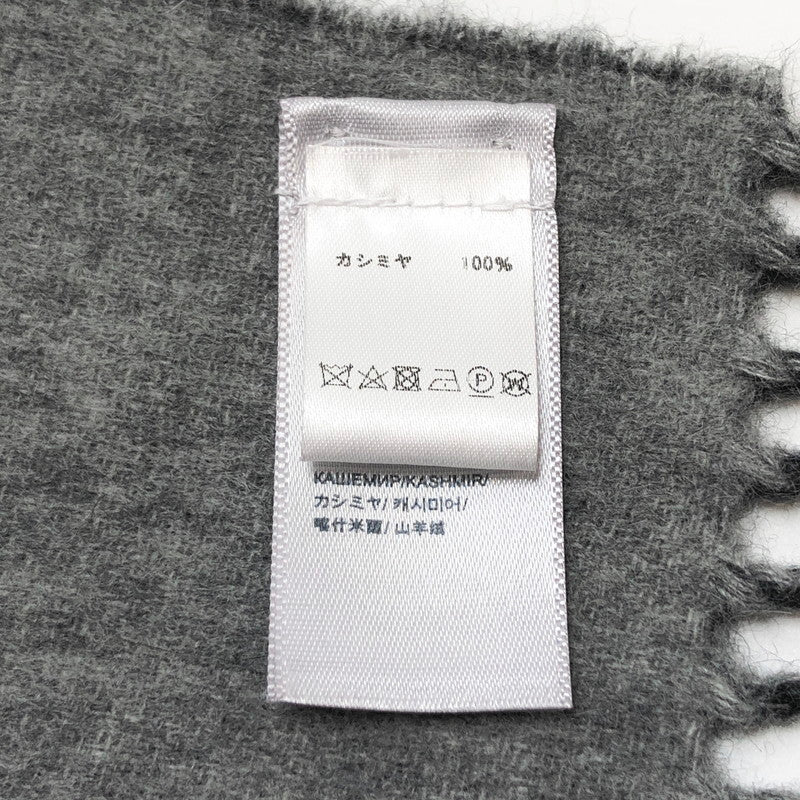 カシミヤ 100%
P W
КАШЕМИР/KASHMIR/
カシミヤ/ 캐시미어/
喀什米爾/ 山羊绒